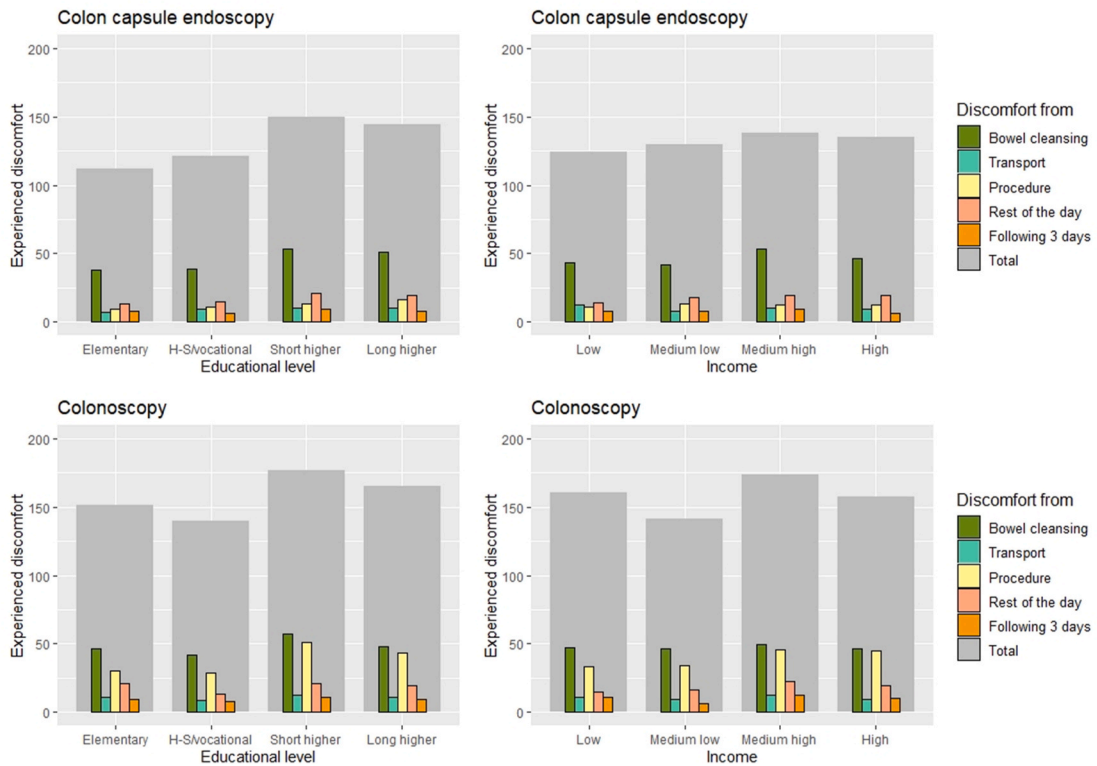 Colon capsule endoscopy
Experienced discomfort
200
150
100
50
0
Elementary H-S/vocational Short higher Long higher
Educational level
Colon capsule endoscopy
Experienced discomfort
200
150
100
50
0
Low Medium low Medium high High
Income
Discomfort from
Bowel cleansing
Transport
Procedure
Rest of the day
Following 3 days
Total
Colonoscopy
Experienced discomfort
200
150
100
50
0
Elementary H-S/vocational Short higher Long higher
Educational level
Colonoscopy
Experienced discomfort
200
150
100
50
0
Low Medium low Medium high High
Income
Discomfort from
Bowel cleansing
Transport
Procedure
Rest of the day
Following 3 days
Total